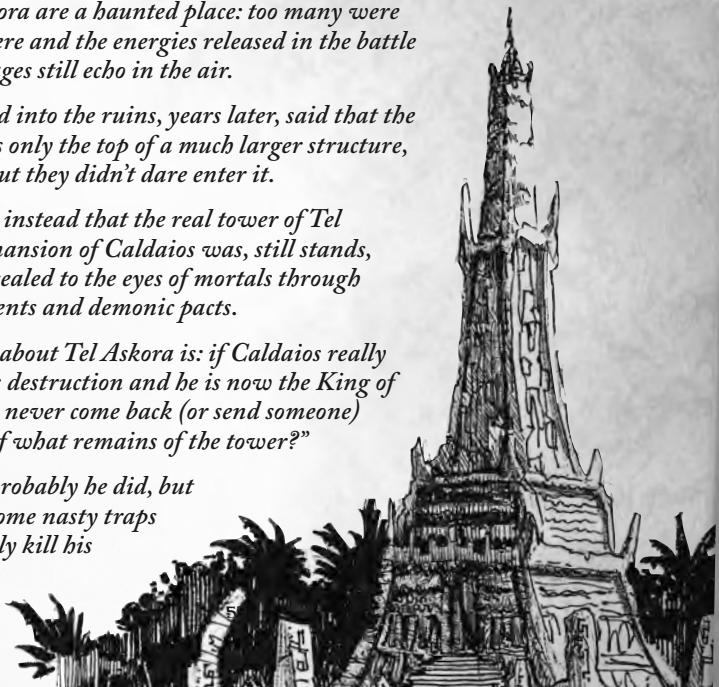 ora are a haunted place: too many were
ere and the energies released in the battle
ges still echo in the air.
d into the ruins, years later, said that the
s only the top of a much larger structure,
ut they didn't dare enter it.
instead that the real tower of Tel
ansion of Caldaios was, still stands,
ealed to the eyes of mortals through
ents and demonic pacts.
about Tel Askora is: if Caldaios really
s destruction and he is now the King of
never come back (or send someone)
f what remains of the tower?"
robably he did, but
ome nasty traps
ly kill his